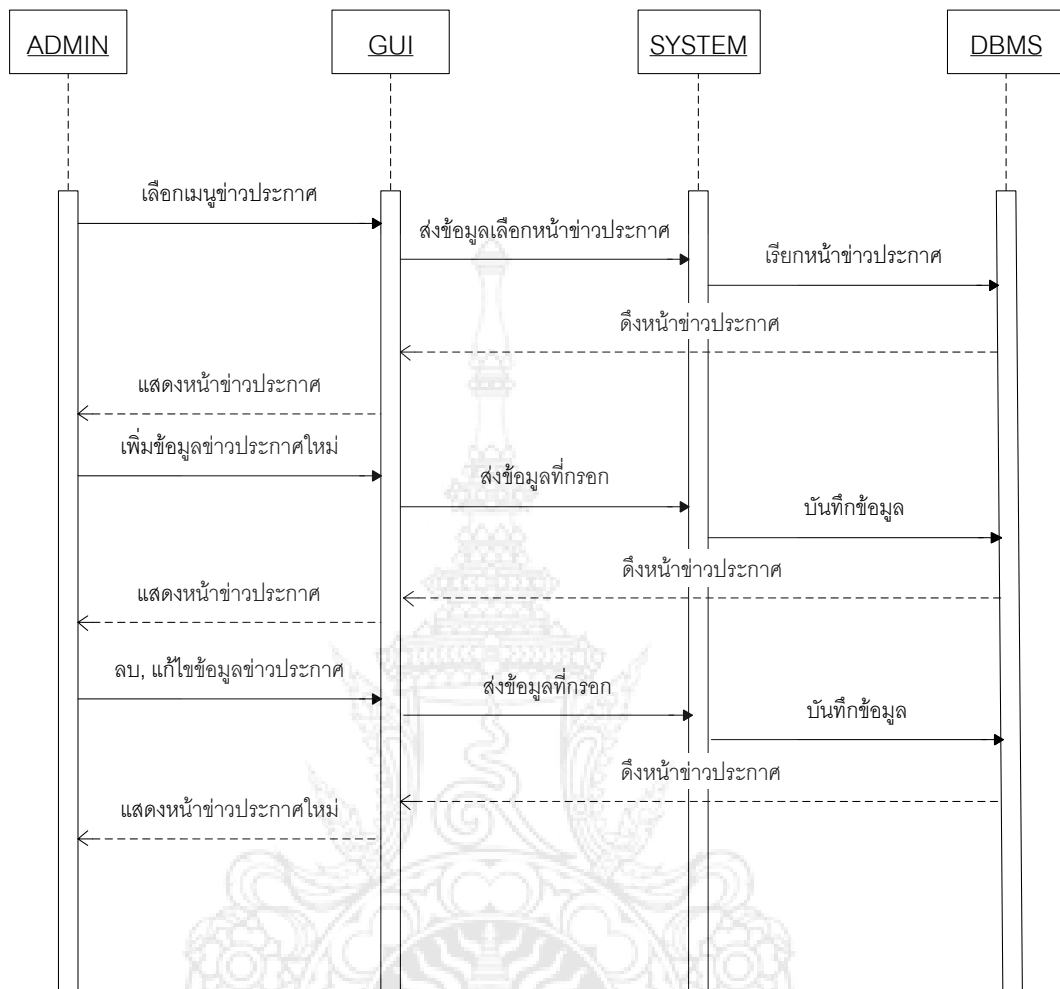 ADMIN
GUI
SYSTEM
DBMS
เลือกเมนูข่าวประกาศ
ส่งข้อมูลเลือกหน้าข่าวประกาศ
เรียกหน้าข่าวประกาศ
ดึงหน้าข่าวประกาศ
แสดงหน้าข่าวประกาศ
เพิ่มข้อมูลข่าวประกาศใหม่
ส่งข้อมูลที่กรอก
บันทึกข้อมูล
ดึงหน้าข่าวประกาศ
แสดงหน้าข่าวประกาศ
ลบ, แก้ไขข้อมูลข่าวประกาศ
ส่งข้อมูลที่กรอก
บันทึกข้อมูล
ดึงหน้าข่าวประกาศ
แสดงหน้าข่าวประกาศใหม่